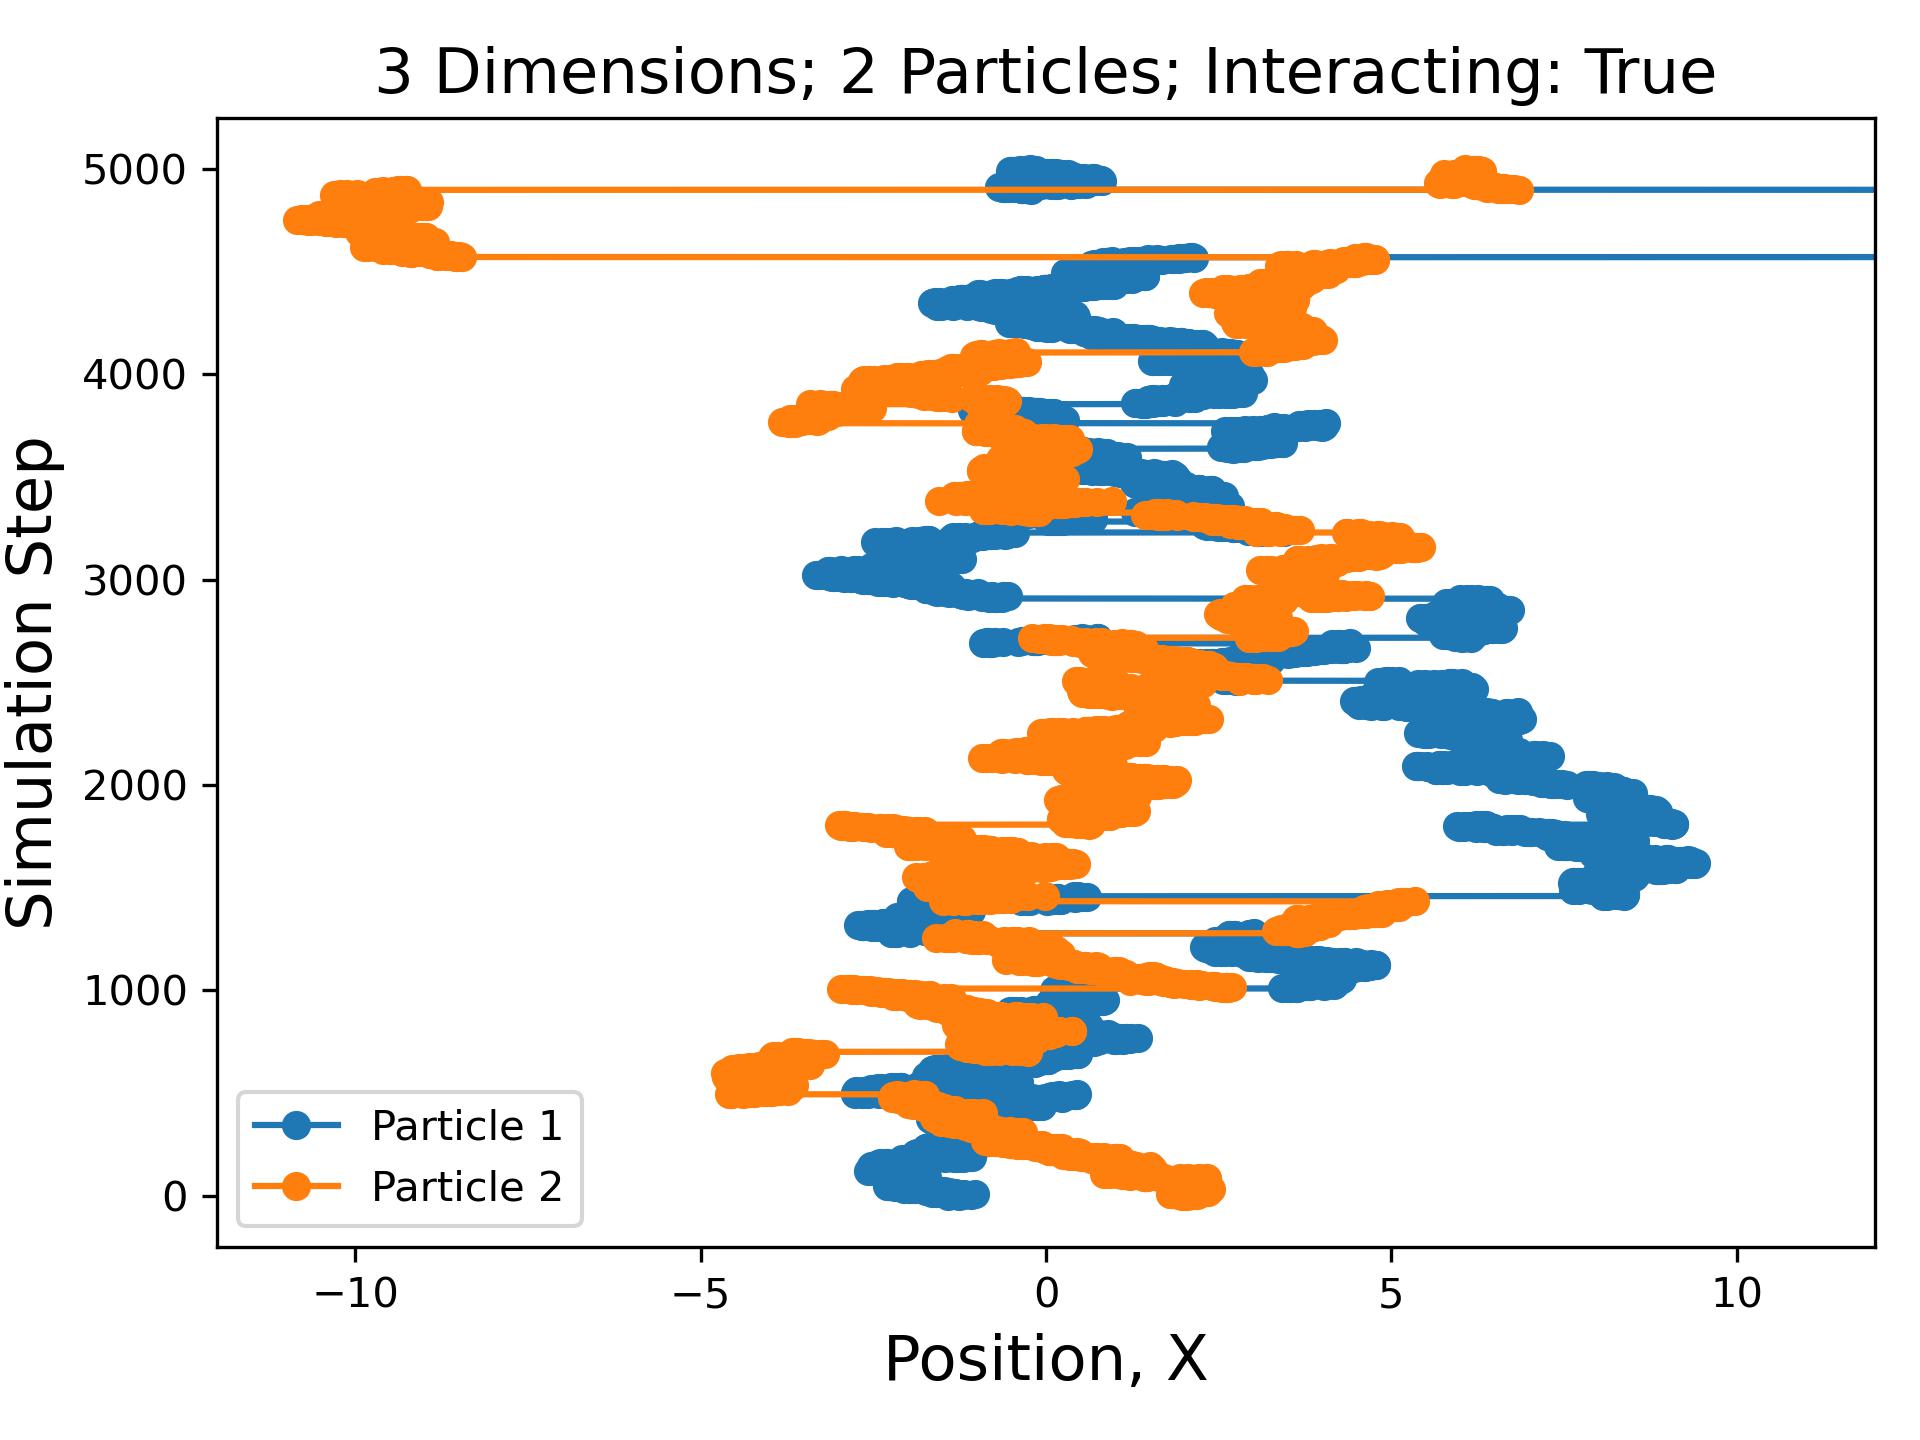 3 Dimensions; 2 Particles; Interacting: True
Simulation Step
5000
4000
3000
2000
1000
0
Particle 1
Particle 2
−10
−5
0
5
10
Position, X